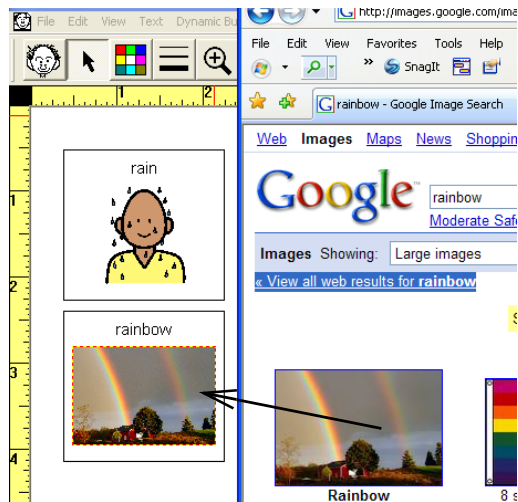 File Edit View Text Dynamic Bu
1 2
rain
1
2
rainbow
3
4
http://images.google.com/ima
File Edit View Favorites Tools Help
» SnagIt
rainbow - Google Image Search
Web Images Maps News Shoppin
Google™ rainbow
Moderate Safe
Images Showing: Large images
« View all web results for rainbow
S
Rainbow
8 s